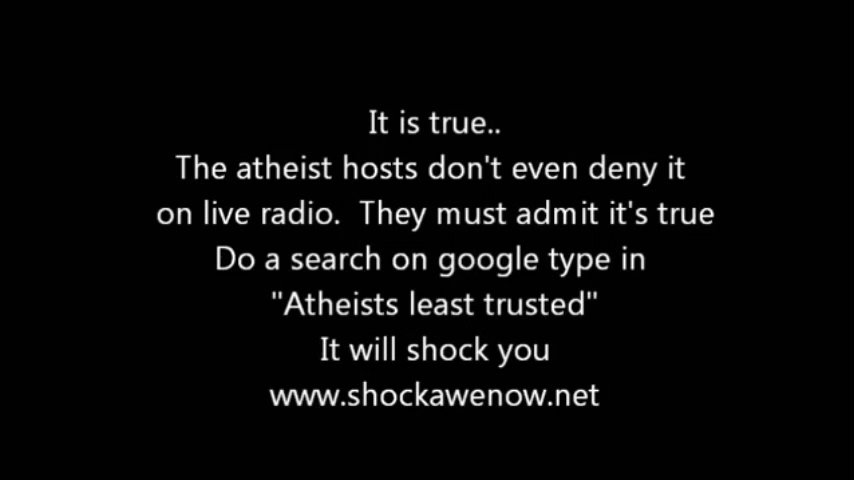 It is true..
The atheist hosts don't even deny it
on live radio.  They must admit it's true
Do a search on google type in
"Atheists least trusted"
It will shock you
www.shockawenow.net